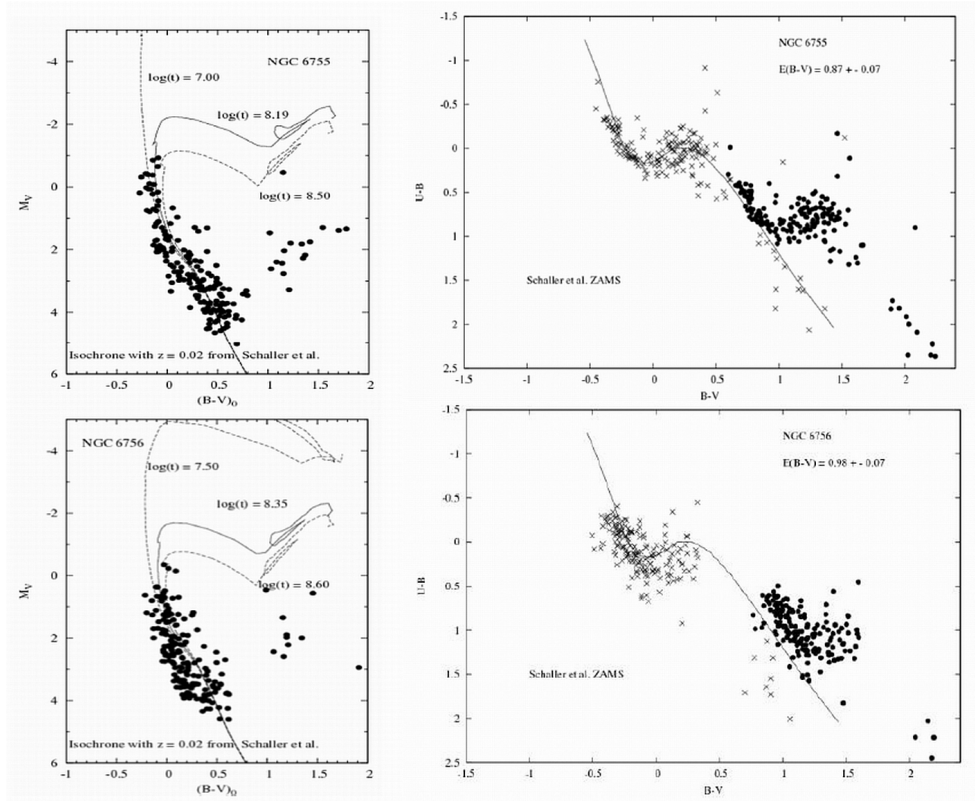 NGC 6755
log(t) = 7.00
log(t) = 8.19
log(t) = 8.50
Isochrone with z = 0.02 from Schaller et al.
-4
-2
0
2
4
6
-1
-0.5
0
0.5
1
1.5
2
M_V
(B-V)_0
NGC 6755
E(B-V) = 0.87 + - 0.07
Schaller et al. ZAMS
-1.5
-1
-0.5
0
0.5
1
1.5
2
2.5
-1.5
-1
-0.5
0
0.5
1
1.5
2
U-B
B-V
NGC 6756
log(t) = 7.50
log(t) = 8.35
log(t) = 8.60
Isochrone with z = 0.02 from Schaller et al.
-4
-2
0
2
4
6
-1
-0.5
0
0.5
1
1.5
2
M_V
(B-V)_0
NGC 6756
E(B-V) = 0.98 + - 0.07
Schaller et al. ZAMS
-1.5
-1
-0.5
0
0.5
1
1.5
2
2.5
-1.5
-1
-0.5
0
0.5
1
1.5
2
U-B
B-V